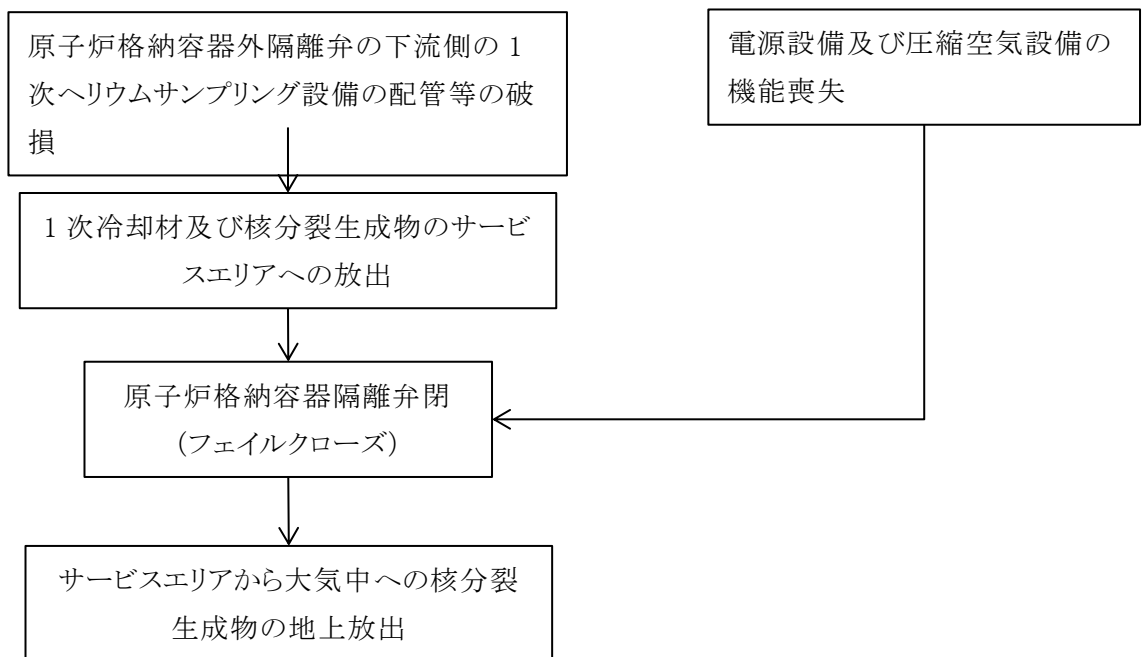 原子炉格納容器外隔離弁の下流側の 1
次ヘリウムサンプリング設備の配管等の破
損
電源設備及び圧縮空気設備の
機能喪失
1 次冷却材及び核分裂生成物のサービ
スエリアへの放出
原子炉格納容器隔離弁閉
(フェイルクローズ)
サービスエリアから大気中への核分裂
生成物の地上放出